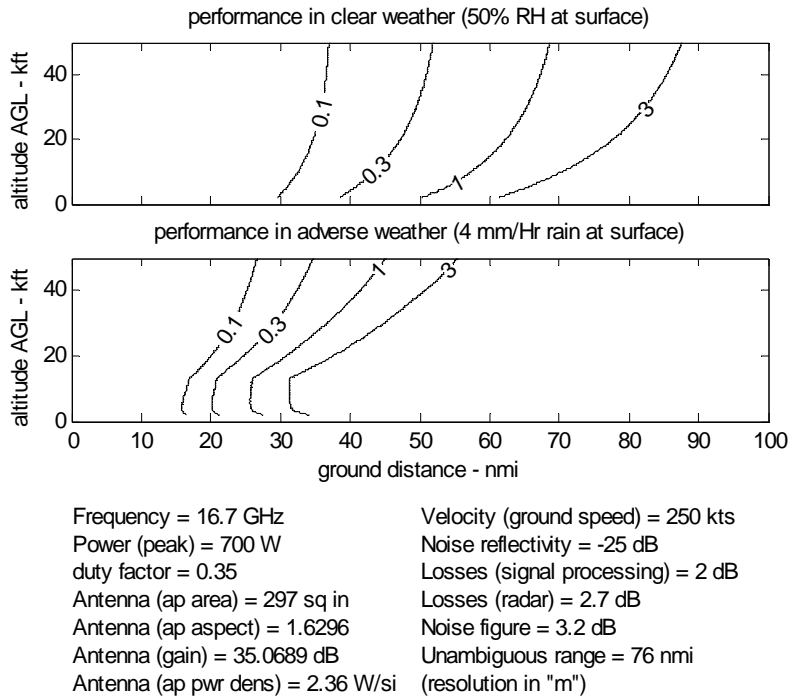 performance in clear weather (50% RH at surface)
altitude AGL - kft
40
20
0
0.1
0.3
1
3
performance in adverse weather (4 mm/Hr rain at surface)
altitude AGL - kft
40
20
0
0.1
0.3
1
3
0 10 20 30 40 50 60 70 80 90 100
ground distance - nmi
Frequency = 16.7 GHz
Power (peak) = 700 W
duty factor = 0.35
Antenna (ap area) = 297 sq in
Antenna (ap aspect) = 1.6296
Antenna (gain) = 35.0689 dB
Antenna (ap pwr dens) = 2.36 W/si
Velocity (ground speed) = 250 kts
Noise reflectivity = -25 dB
Losses (signal processing) = 2 dB
Losses (radar) = 2.7 dB
Noise figure = 3.2 dB
Unambiguous range = 76 nmi
(resolution in "m")